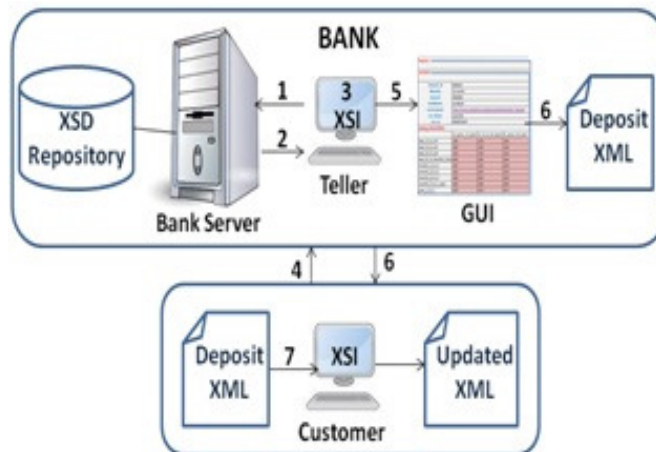 BANK
XSD
Repository
1
2
3
XSI
5
6
Deposit
XML
Teller
Bank Server
GUI
4
6
Deposit
XML
7
XSI
Updated
XML
Customer